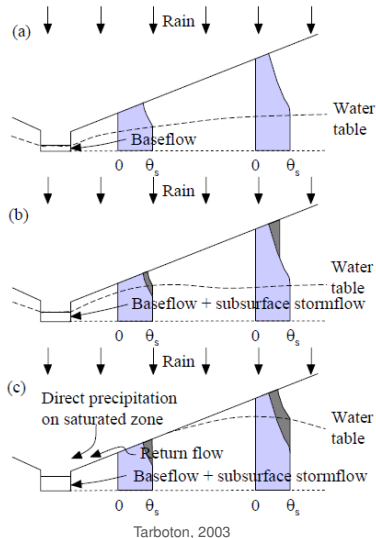 (a)
Rain
Water
table
Baseflow
0 θs 0 θs
Rain
(b)
Water
table
Baseflow + subsurface stormflow
0 θs 0 θs
Rain
(c)
Direct precipitation
on saturated zone
Water
table
Return flow
Baseflow + subsurface stormflow
0 θs 0 θs
Tarboton, 2003